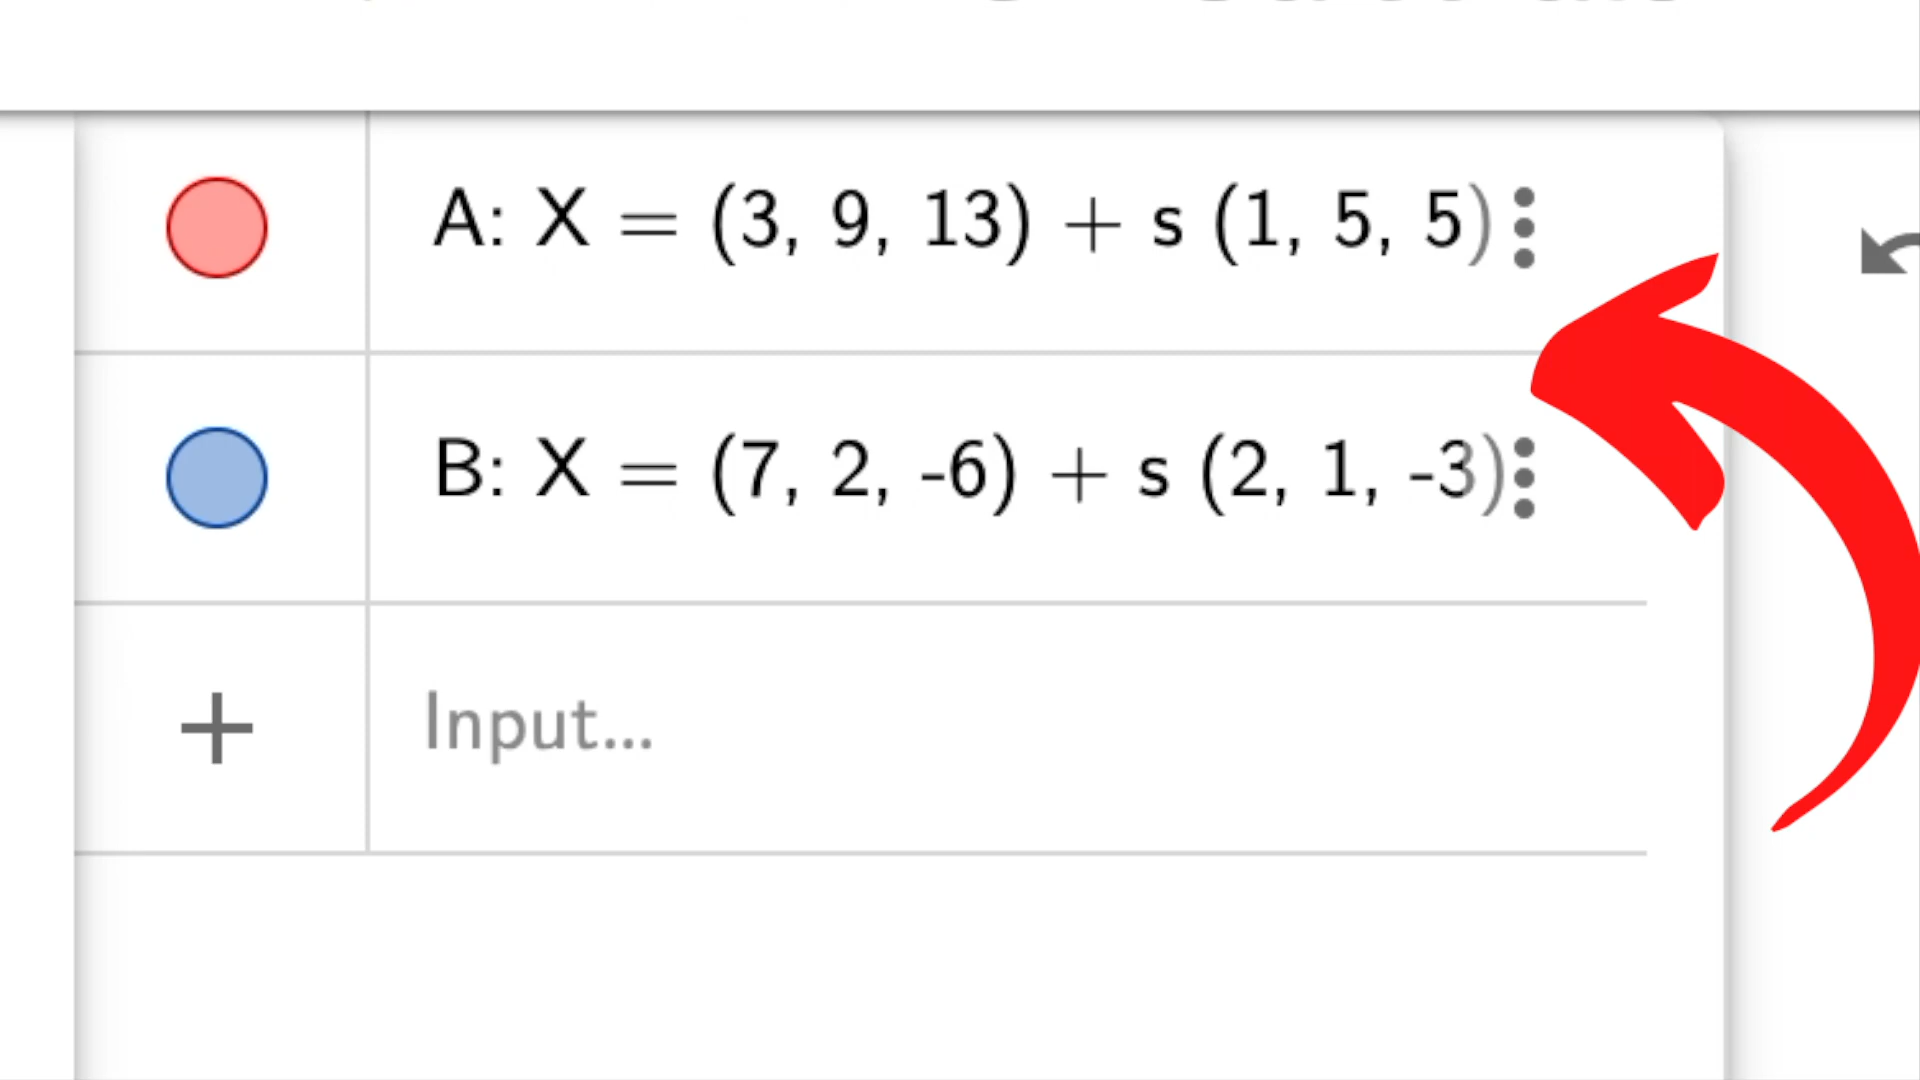 A: X = (3, 9, 13) + s (1, 5, 5)
B: X = (7, 2, -6) + s (2, 1, -3)
Input...